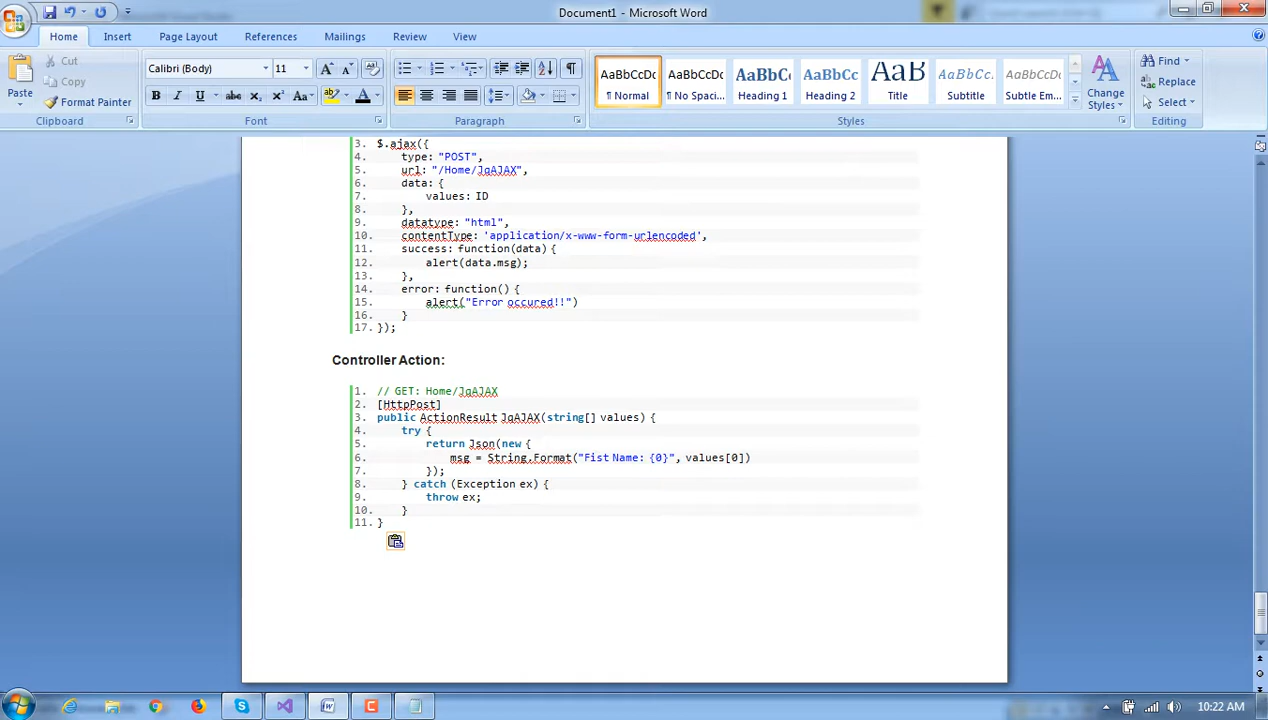 Document1 - Microsoft Word
Home Insert Page Layout References Mailings Review View
Paste
Cut
Copy
Format Painter
Clipboard
Calibri (Body) 11
Font
Paragraph
AaBbCcDc AaBbCcDc AaBbC AaBbCc AaB AaBbCc. AaBbCcDc
¶ Normal ¶ No Spaci... Heading 1 Heading 2 Title Subtitle Subtle Em...
Styles
Change Styles
Find
Replace
Select
Editing
3. $.ajax({
4. type: "POST",
5. url: "/Home/JqAJAX",
6. data: {
7. values: ID
8. },
9. datatype: "html",
10. contentType: 'application/x-www-form-urlencoded',
11. success: function(data) {
12. alert(data.msg);
13. },
14. error: function() {
15. alert("Error occured!!")
16. }
17. });
Controller Action:
1. // GET: Home/JqAJAX
2. [HttpPost]
3. public ActionResult JqAJAX(string[] values) {
4. try {
5. return Json(new {
6. msg = String.Format("Fist Name: {0}", values[0])
7. });
8. } catch (Exception ex) {
9. throw ex;
10. }
11. }
10:22 AM